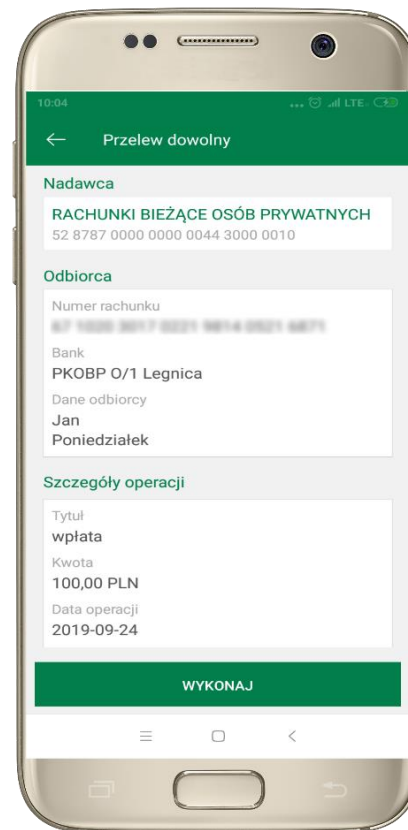 10:04
LTE
Przelew dowolny
Nadawca
RACHUNKI BIEŻĄCE OSÓB PRYWATNYCH
52 8787 0000 0000 0044 3000 0010
Odbiorca
Numer rachunku
Bank
PKOBP O/1 Legnica
Dane odbiorcy
Jan
Poniedziałek
Szczegóły operacji
Tytuł
wpłata
Kwota
100,00 PLN
Data operacji
2019-09-24
WYKONAJ